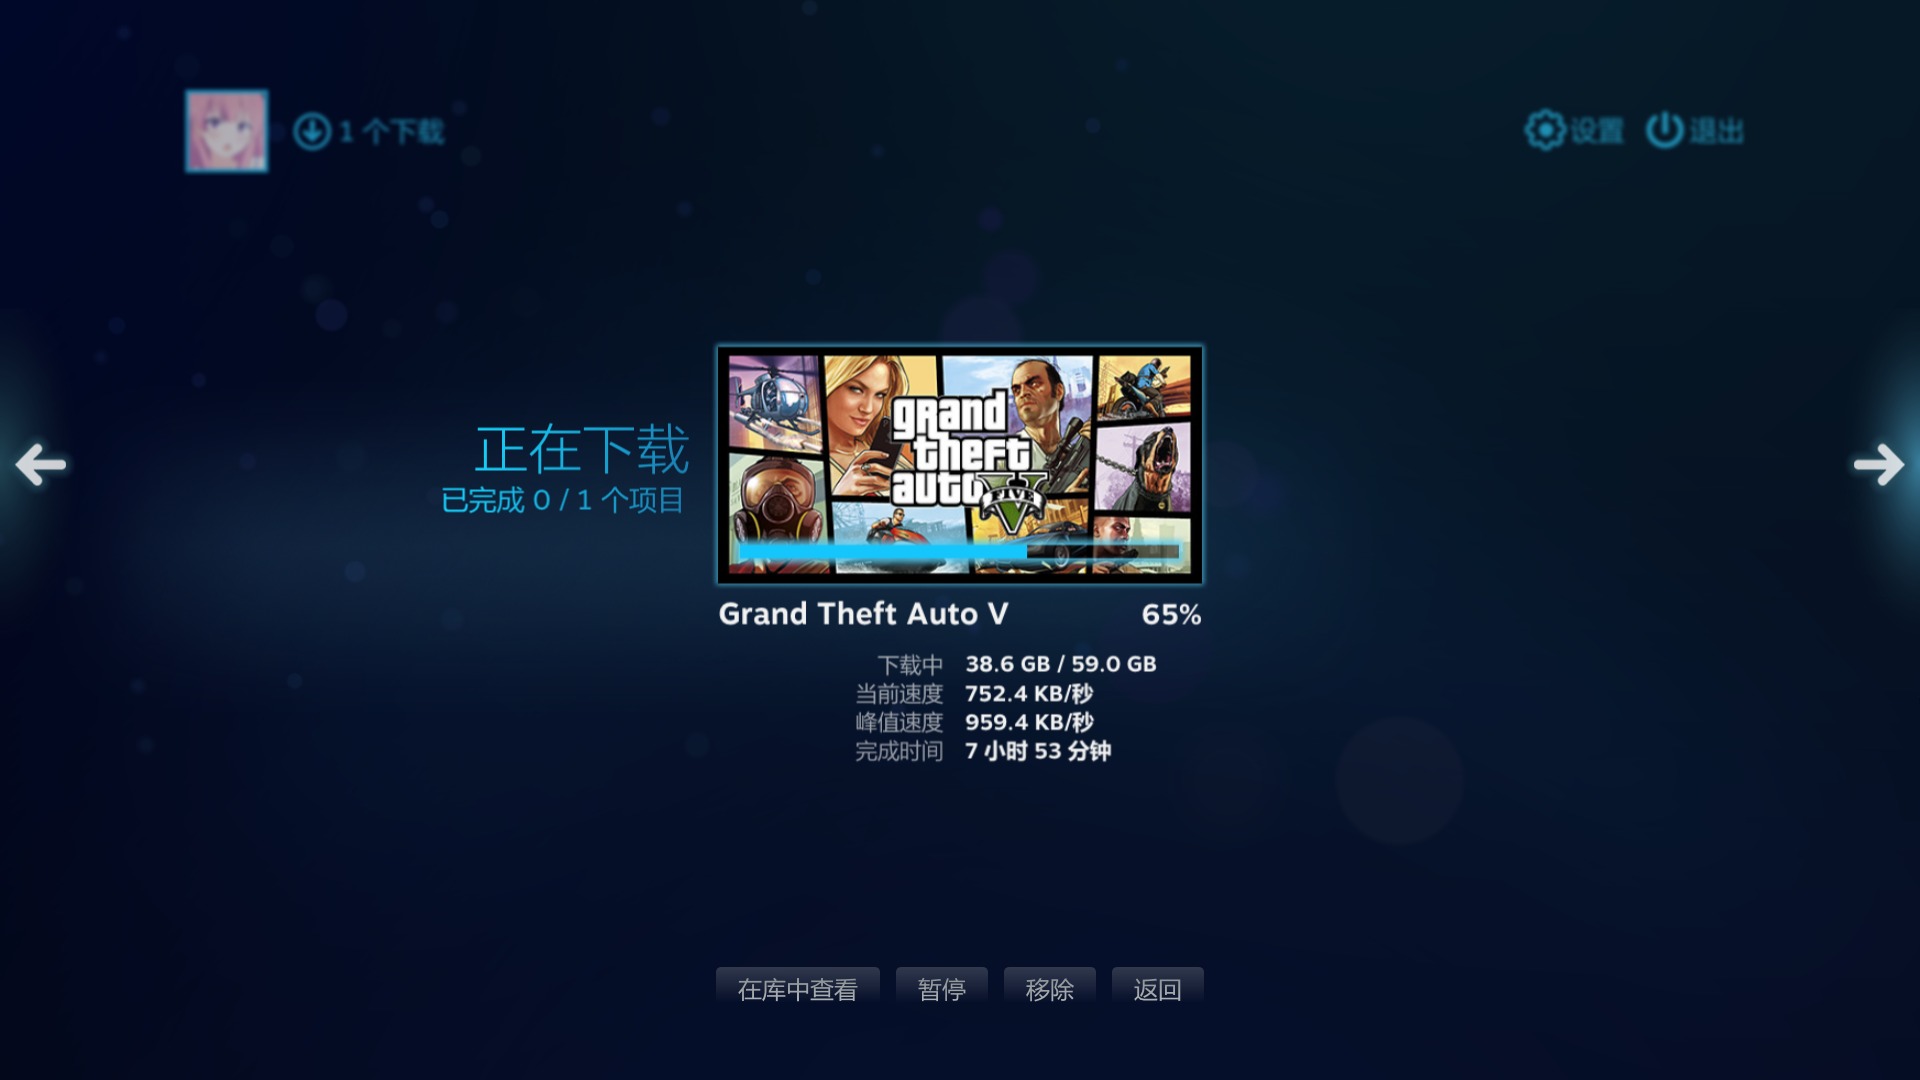 1 个下载
设置
退出
grand
theft
auto
FIVE
正在下载
已完成 0 / 1 个项目
Grand Theft Auto V 65%
下载中 38.6 GB / 59.0 GB
当前速度 752.4 KB/秒
峰值速度 959.4 KB/秒
完成时间 7 小时 53 分钟
在库中查看 暂停 移除 返回